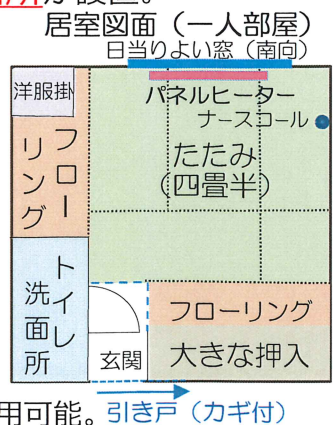 が設置。
居室図面（一人部屋）
日当りよい窓（南向）
洋服掛
パネルヒーター
ナースコール
フローリング
たたみ
（四畳半）
トイレ
洗面所
玄関
フローリング
大きな押入
用可能。引き戸（カギ付）